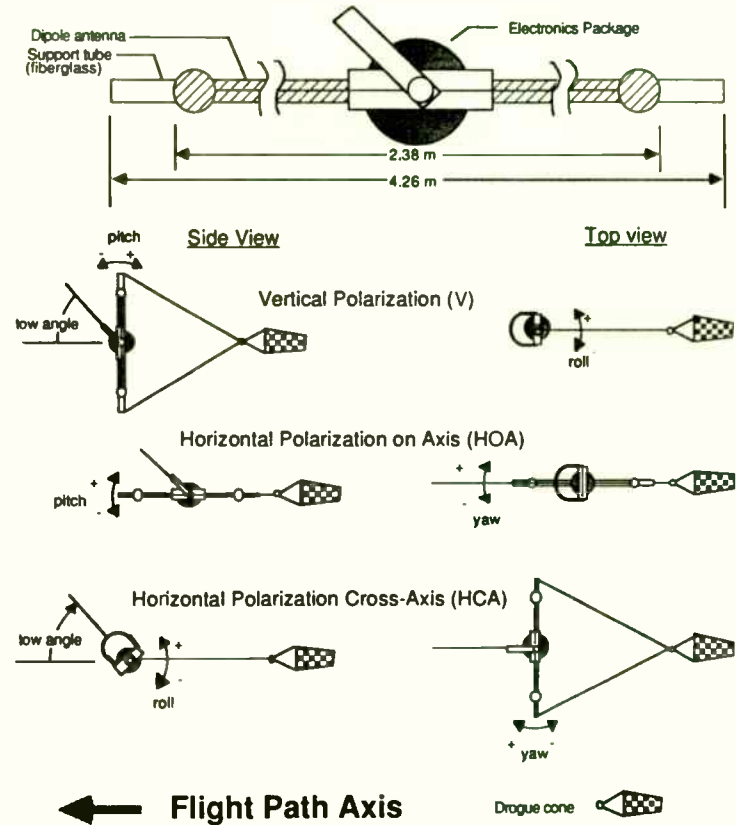 Dipole antenna
Support tube
(fiberglass)
Electronics Package
2.38 m
4.26 m
Side View
Top view
pitch
- +
Vertical Polarization (V)
tow angle
+
-
roll
Horizontal Polarization on Axis (HOA)
+
pitch
-
+
-
yaw
Horizontal Polarization Cross-Axis (HCA)
tow angle
+
-
roll
+ yaw -
Flight Path Axis
Drogue cone